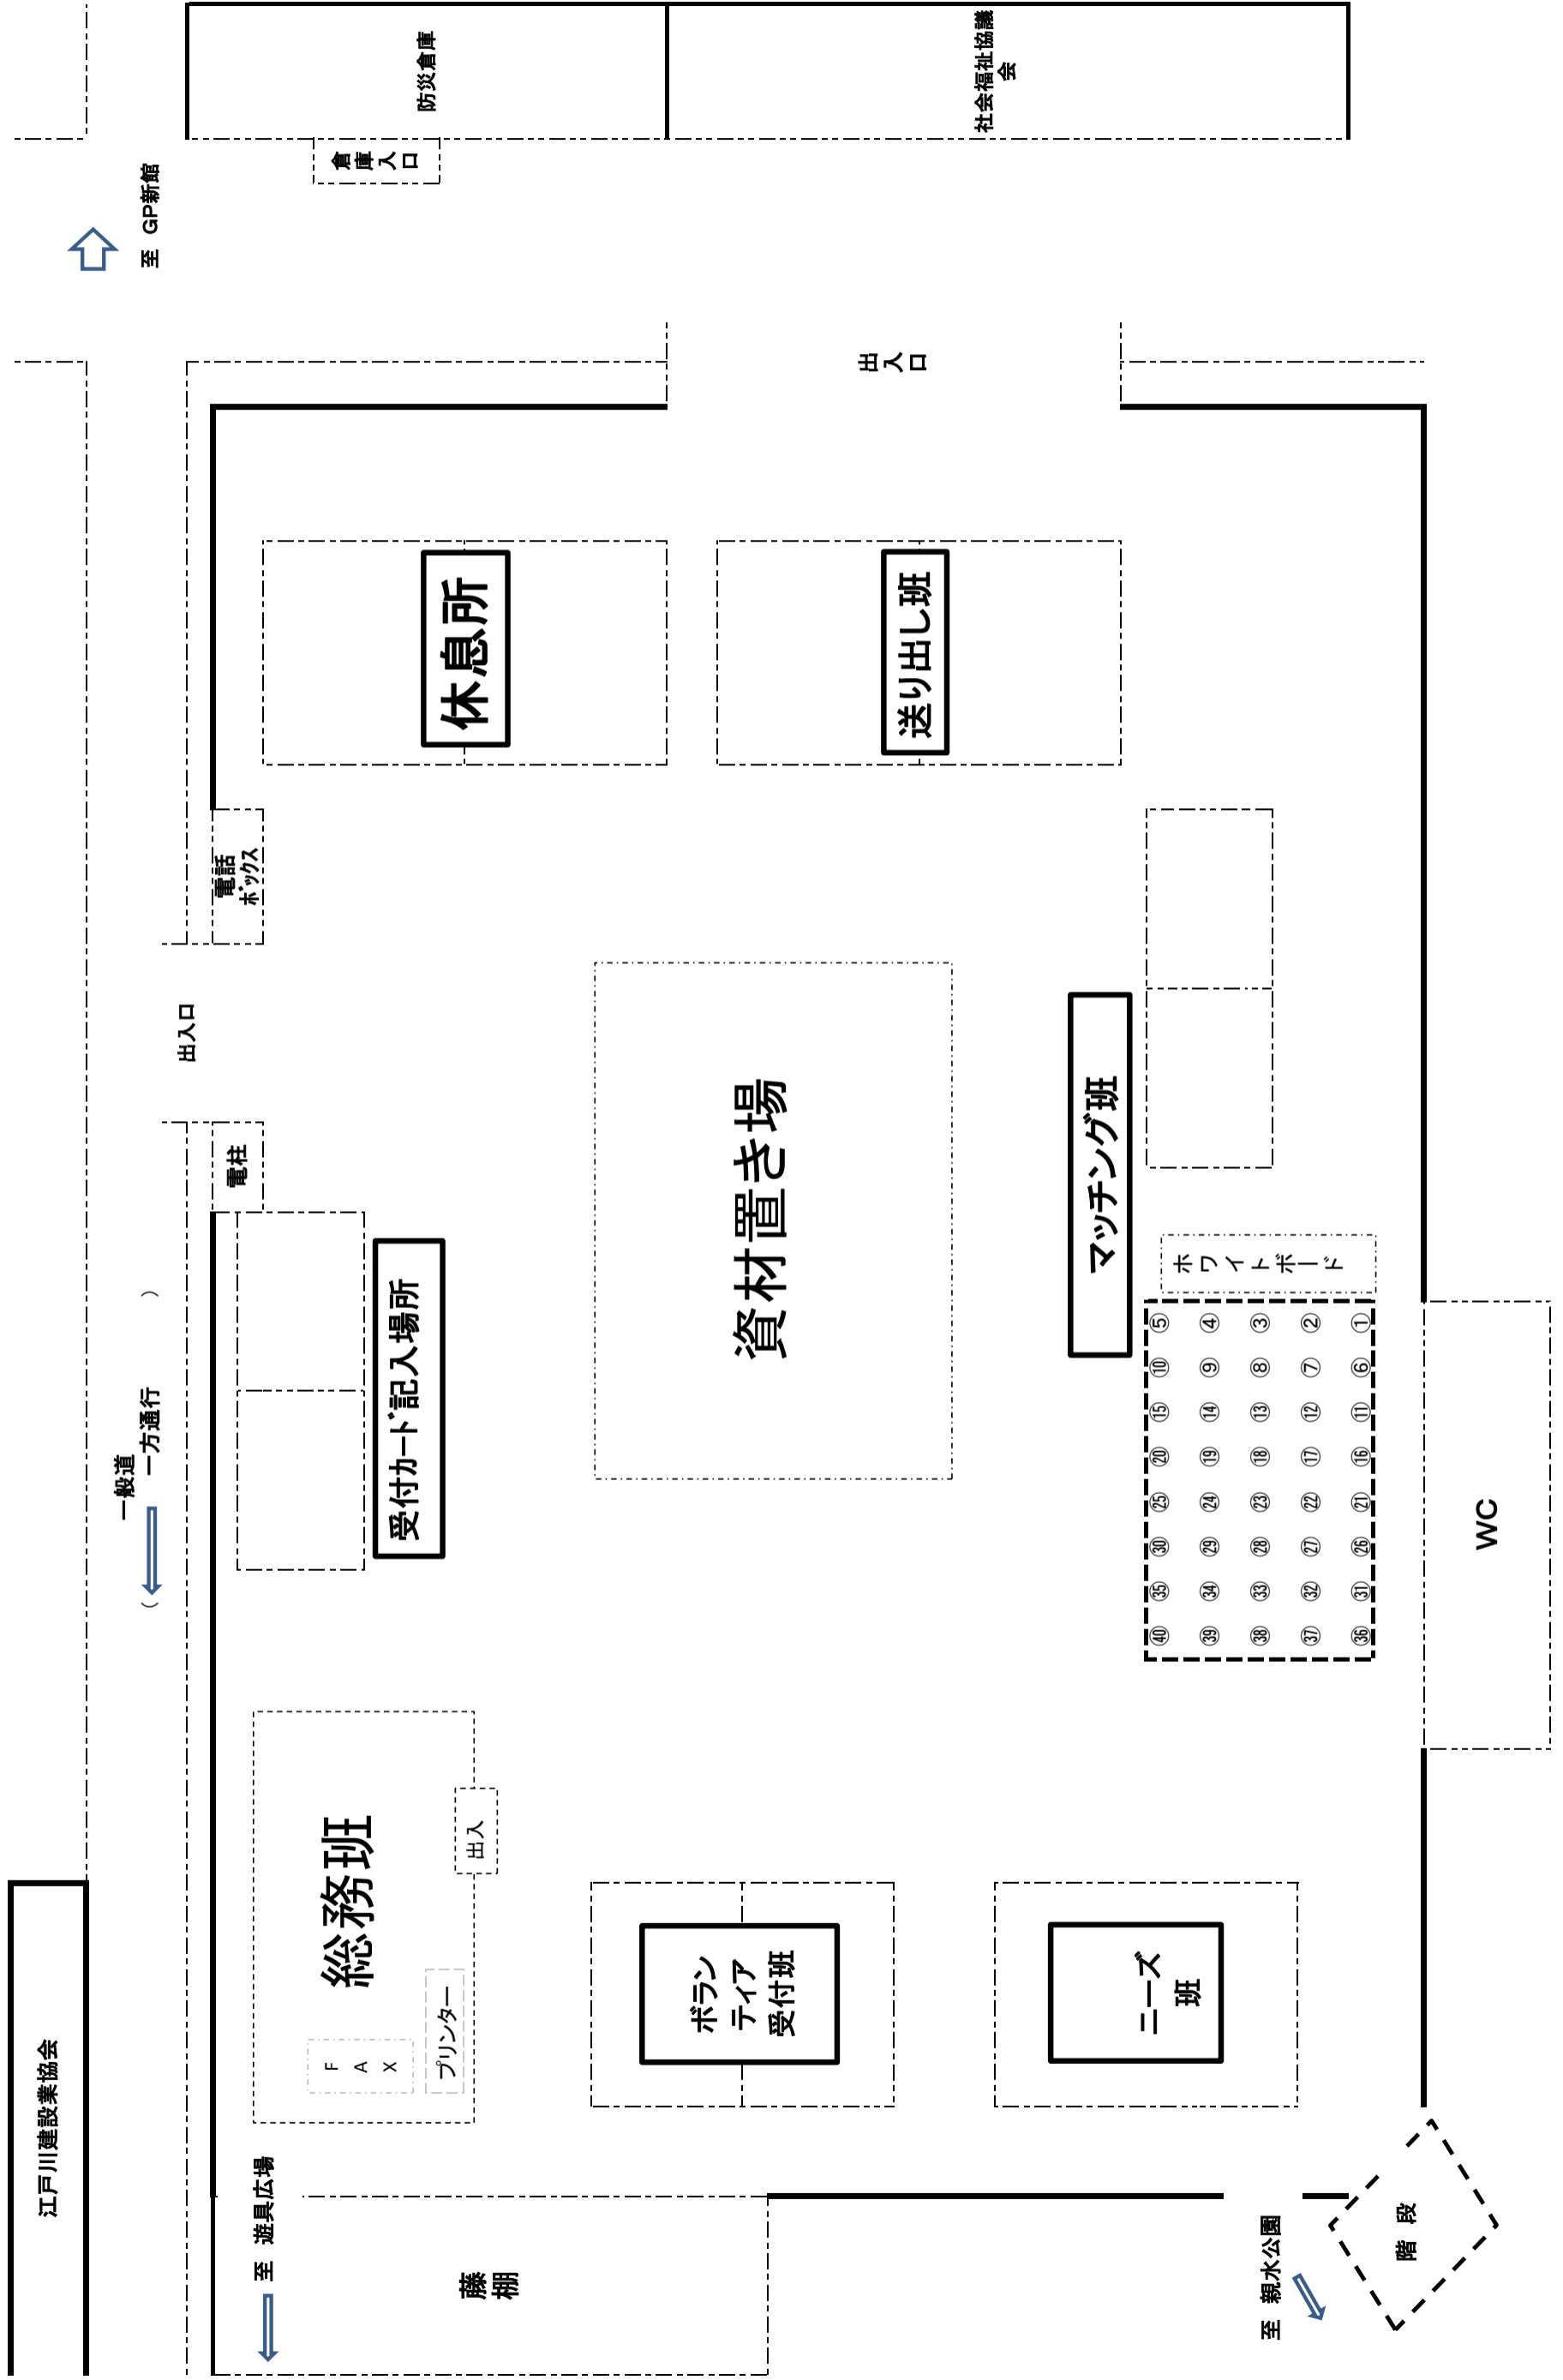 江戸川建設業協会
一般道
（　一方通行　）
至 GP新館
出入口
電柱
電話
ﾎﾞｯｸｽ
至 遊具広場
総務班
FAX
プリンター
出入
受付ｶｰﾄﾞ記入場所
休息所
倉庫入口
防災倉庫
藤
棚
ボラン
ティア
受付班
資材置き場
送り出し班
出入口
社会福祉協議
会
マッチング班
ニーズ
班
㊵ ㉟ ㉚ ㉕ ⑳ ⑮ ⑩ ⑤
㊴ ㉞ ㉙ ㉔ ⑲ ⑭ ⑨ ④
㊳ ㉝ ㉘ ㉓ ⑱ ⑬ ⑧ ③
㊲ ㉜ ㉗ ㉒ ⑰ ⑫ ⑦ ②
㊱ ㉛ ㉖ ㉑ ⑯ ⑪ ⑥ ①
ホワイトボード
至 親水公園
階 段
WC